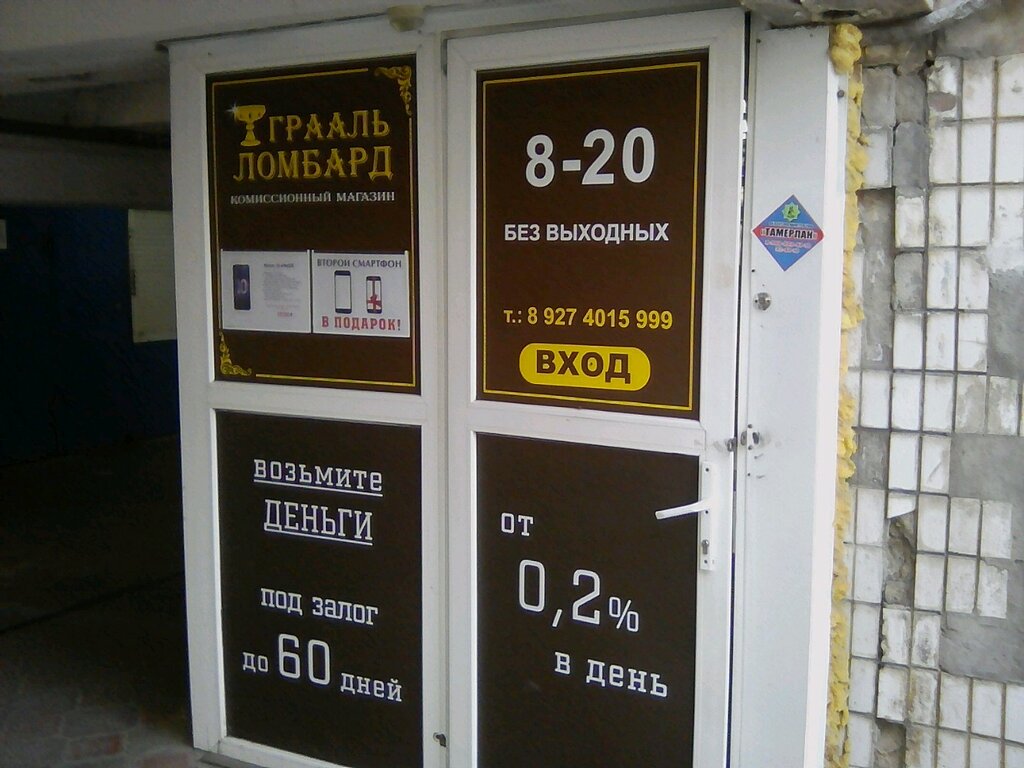 ГРААЛЬ
ЛОМБАРД
КОМИССИОННЫЙ МАГАЗИН
ВТОРОЙ СМАРТФОН
В ПОДАРОК!
8-20
БЕЗ ВЫХОДНЫХ
т.: 8 927 4015 999
ВХОД
"ТАМЕРЛАН"
ВОЗЬМИТЕ
ДЕНЬГИ
ПОД ЗАЛОГ
ДО 60 ДНЕЙ
ОТ
0,2%
В ДЕНЬ